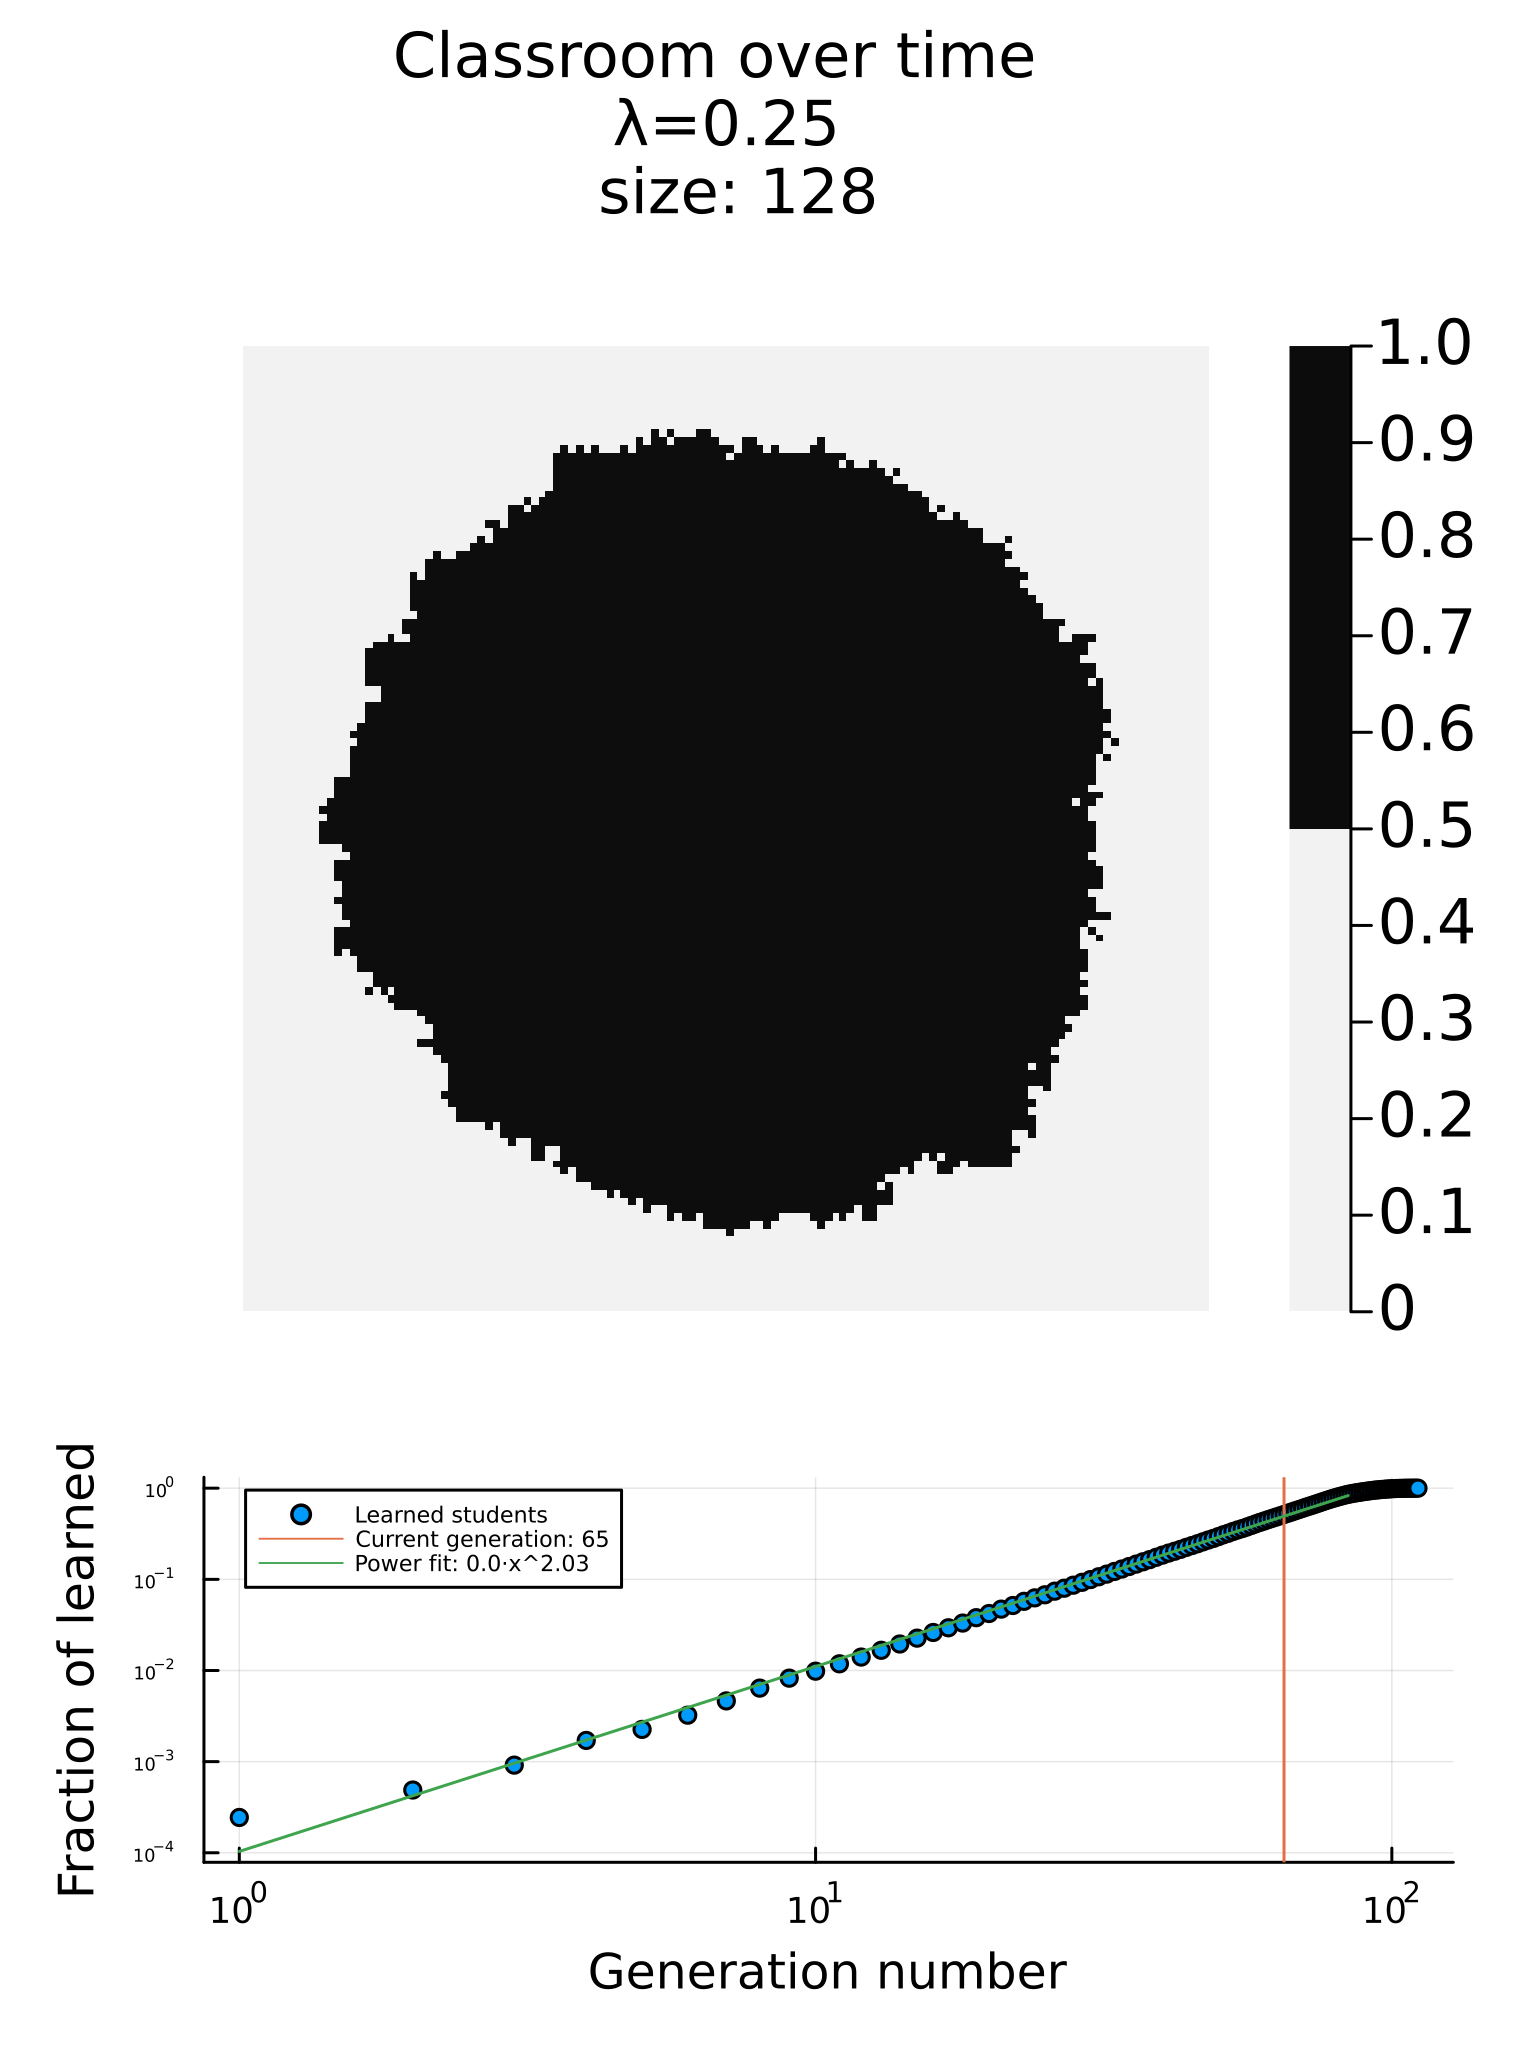 Classroom over time
λ=0.25
size: 128
1.0
0.9
0.8
0.7
0.6
0.5
0.4
0.3
0.2
0.1
0
Fraction of learned
10⁰
10⁻¹
10⁻²
10⁻³
10⁻⁴
Learned students
Current generation: 65
Power fit: 0.0·x^2.03
10⁰ 10¹ 10²
Generation number